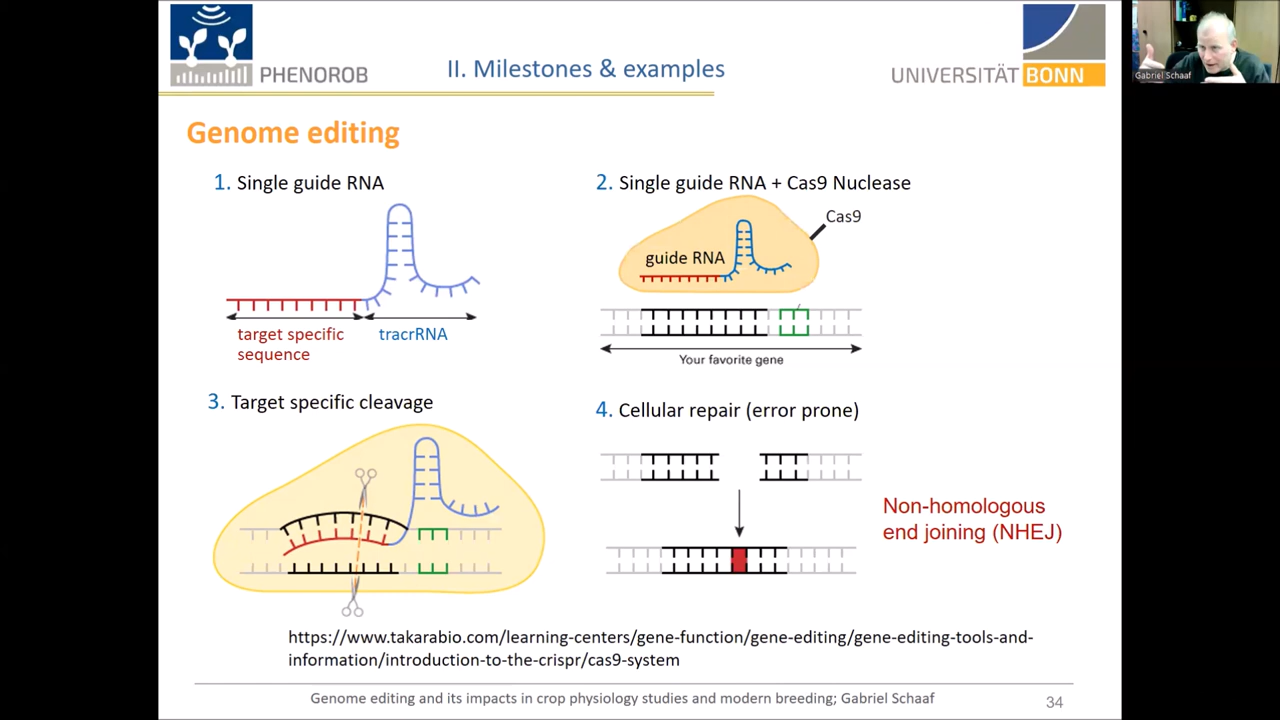 PHENOROB
II. Milestones & examples
UNIVERSITÄT BONN
Gabriel Schaaf
Genome editing
1. Single guide RNA
target specific
sequence
tracrRNA
2. Single guide RNA + Cas9 Nuclease
Cas9
guide RNA
Your favorite gene
3. Target specific cleavage
4. Cellular repair (error prone)
Non-homologous
end joining (NHEJ)
https://www.takarabio.com/learning-centers/gene-function/gene-editing/gene-editing-tools-and-
information/introduction-to-the-crispr/cas9-system
Genome editing and its impacts in crop physiology studies and modern breeding; Gabriel Schaaf
34